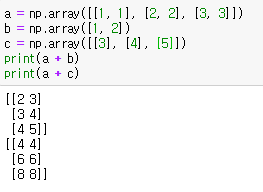 a = np.array([[1, 1], [2, 2], [3, 3]])
b = np.array([1, 2])
c = np.array([[3], [4], [5]])
print(a + b)
print(a + c)
[[2 3]
 [3 4]
 [4 5]]
[[4 4]
 [6 6]
 [8 8]]